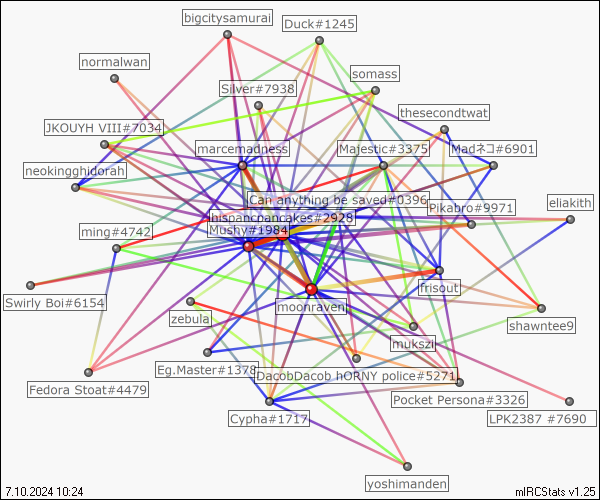 bigcitysamurai
Duck#1245
normalwan
somass
Silver#7938
thesecondtwat
JKOUYH VIII#7034
marcemadness
Majestic#3375
Madネコ#6901
neokingghidorah
Can anything be saved#0396
eliakith
Pikabro#9971
hispancpancakes#2928
Mushy#1984
ming#4742
frisout
Swirly Boi#6154
moonraven
zebula
shawntee9
mukszi
Eg.Master#1378
DacobDacob hORNY police#5271
Fedora Stoat#4479
Pocket Persona#3326
Cypha#1717
LPK2387 #7690
yoshimanden
7.10.2024 10:24
mIRCStats v1.25